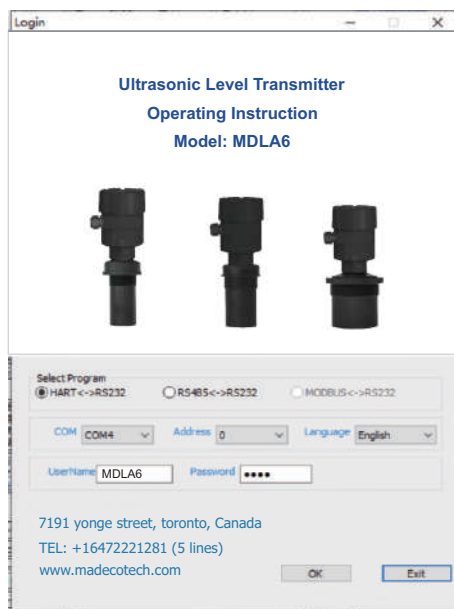 Login
Ultrasonic Level Transmitter
Operating Instruction
Model: MDLA6
Select Program
HART<->RS232 RS485<->RS232 MODBUS<->RS232
COM COM4 Address 0 Language English
UserName MDLA6 Password ●●●●
7191 yonge street, toronto, Canada
TEL: +16472221281 (5 lines)
www.madecotech.com
OK Exit